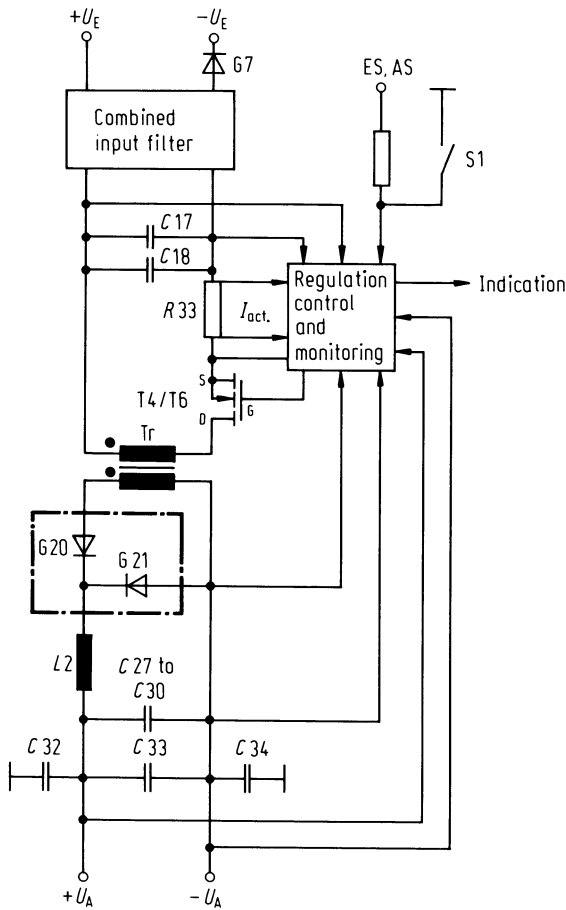 +U_E
−U_E
G7
ES, AS
Combined
input filter
S1
C17
C18
Regulation
control
and
monitoring
Indication
R33
I_act.
S
T4/T6
G
D
Tr
G20
G21
L2
C27 to
C30
C32
C33
C34
+U_A
−U_A